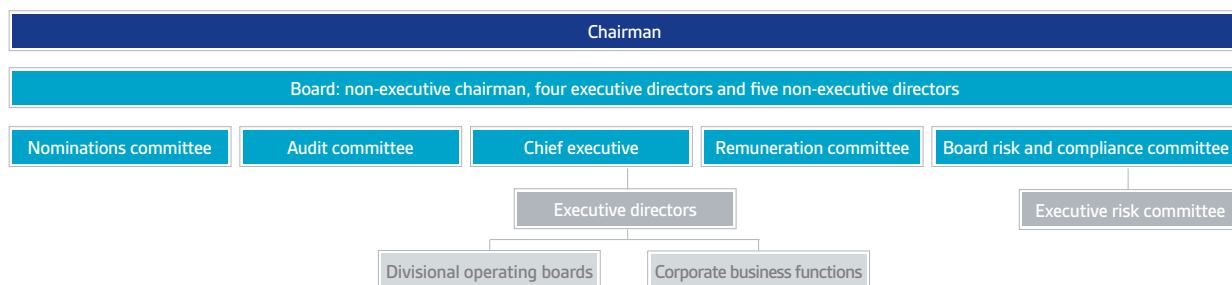 Chairman
Board: non-executive chairman, four executive directors and five non-executive directors
Nominations committee
Audit committee
Chief executive
Remuneration committee
Board risk and compliance committee
Executive directors
Executive risk committee
Divisional operating boards
Corporate business functions